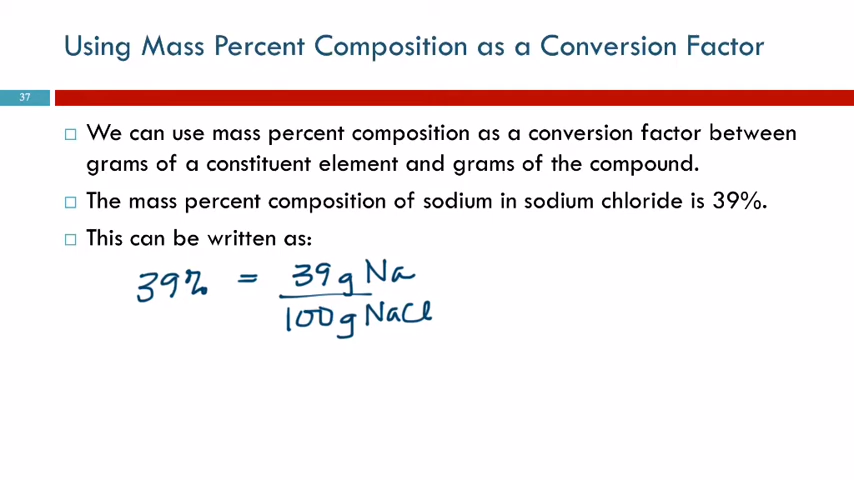 Using Mass Percent Composition as a Conversion Factor
37
□ We can use mass percent composition as a conversion factor between
grams of a constituent element and grams of the compound.
□ The mass percent composition of sodium in sodium chloride is 39%.
□ This can be written as:
39% = 39 g Na
100 g NaCl